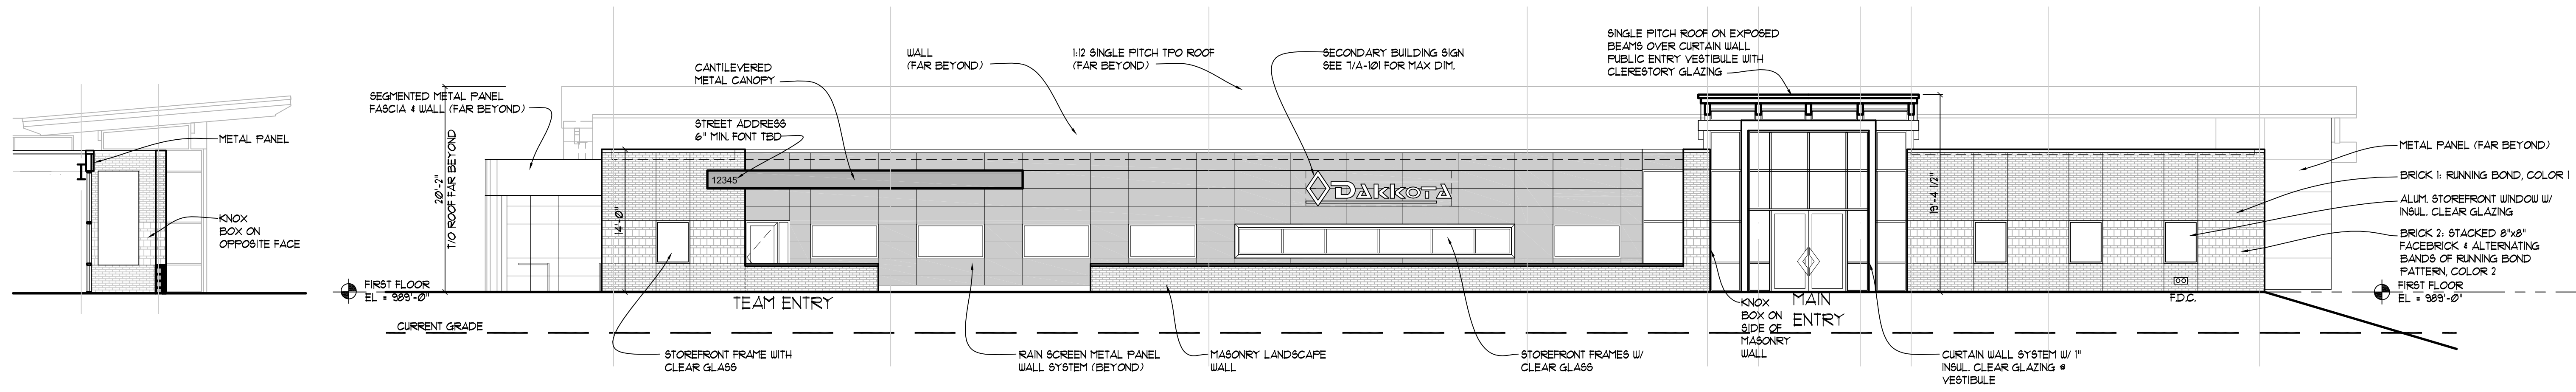 METAL PANEL
KNOX
BOX ON
OPPOSITE FACE
SEGMENTED METAL PANEL
FASCIA & WALL (FAR BEYOND)
20'-2"
T/O ROOF FAR BEYOND
FIRST FLOOR
EL = 989'-0"
CURRENT GRADE
CANTILEVERED
METAL CANOPY
STREET ADDRESS
6" MIN. FONT TBD
12345
14'-0"
WALL
(FAR BEYOND)
1:12 SINGLE PITCH TPO ROOF
(FAR BEYOND)
SECONDARY BUILDING SIGN
SEE 7/A-101 FOR MAX DIM.
DAKKOTA
SINGLE PITCH ROOF ON EXPOSED
BEAMS OVER CURTAIN WALL
PUBLIC ENTRY VESTIBULE WITH
CLERESTORY GLAZING
19'-4 1/2"
TEAM ENTRY
STOREFRONT FRAME WITH
CLEAR GLASS
RAIN SCREEN METAL PANEL
WALL SYSTEM (BEYOND)
MASONRY LANDSCAPE
WALL
STOREFRONT FRAMES W/
CLEAR GLASS
KNOX
BOX ON
SIDE OF
MASONRY
WALL
MAIN
ENTRY
CURTAIN WALL SYSTEM W/ 1"
INSUL. CLEAR GLAZING @
VESTIBULE
METAL PANEL (FAR BEYOND)
BRICK 1: RUNNING BOND, COLOR 1
ALUM. STOREFRONT WINDOW W/
INSUL. CLEAR GLAZING
BRICK 2: STACKED 8"x8"
FACEBRICK & ALTERNATING
BANDS OF RUNNING BOND
PATTERN, COLOR 2
F.D.C.
FIRST FLOOR
EL = 989'-0"